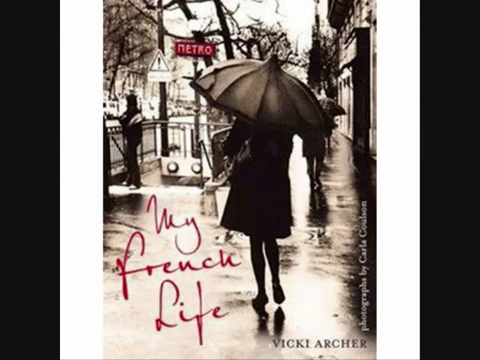 METRO
My
French
Life
photographs by Carla Coulson
VICKI ARCHER